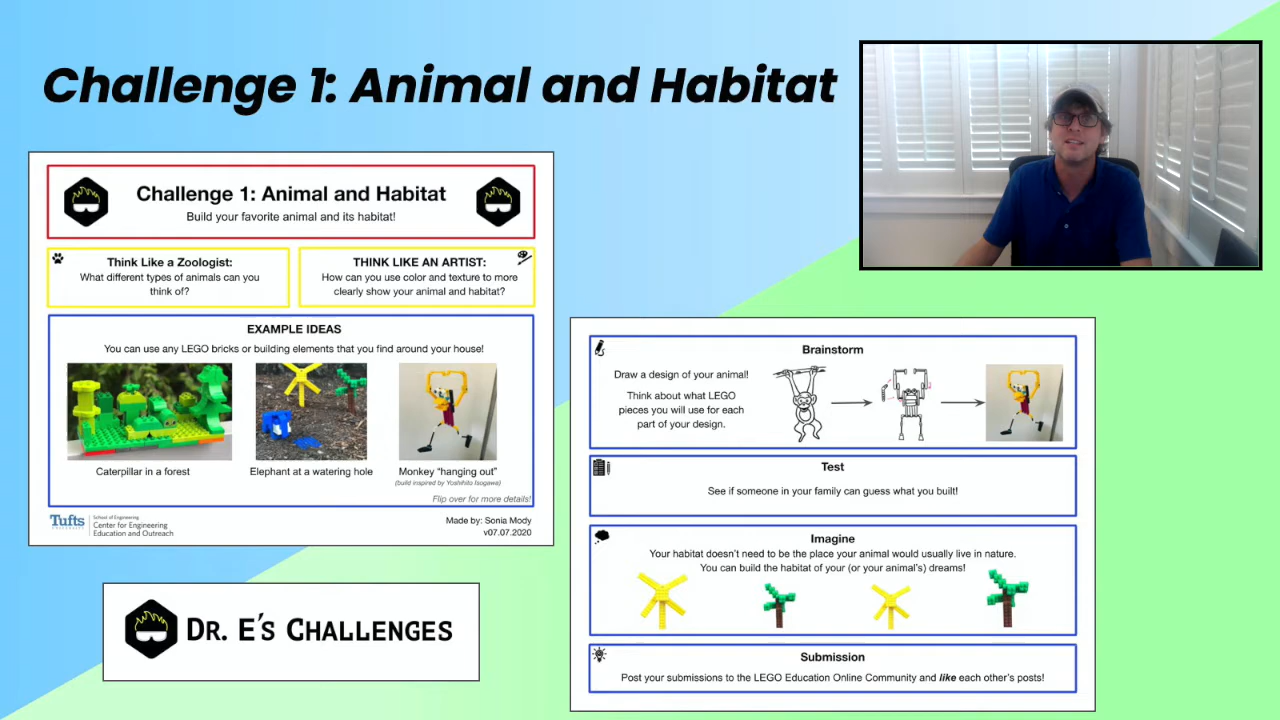 Challenge 1: Animal and Habitat
Challenge 1: Animal and Habitat
Build your favorite animal and its habitat!
Think Like a Zoologist:
What different types of animals can you
think of?
THINK LIKE AN ARTIST:
How can you use color and texture to more
clearly show your animal and habitat?
EXAMPLE IDEAS
You can use any LEGO bricks or building elements that you find around your house!
Caterpillar in a forest
Elephant at a watering hole
Monkey “hanging out”
(build inspired by Yoshihito Isogawa)
Flip over for more details!
Tufts
UNIVERSITY
School of Engineering
Center for Engineering
Education and Outreach
Made by: Sonia Mody
v07.07.2020
DR. E'S CHALLENGES
Brainstorm
Draw a design of your animal!
Think about what LEGO
pieces you will use for each
part of your design.
Test
See if someone in your family can guess what you built!
Imagine
Your habitat doesn’t need to be the place your animal would usually live in nature.
You can build the habitat of your (or your animal’s) dreams!
Submission
Post your submissions to the LEGO Education Online Community and like each other’s posts!